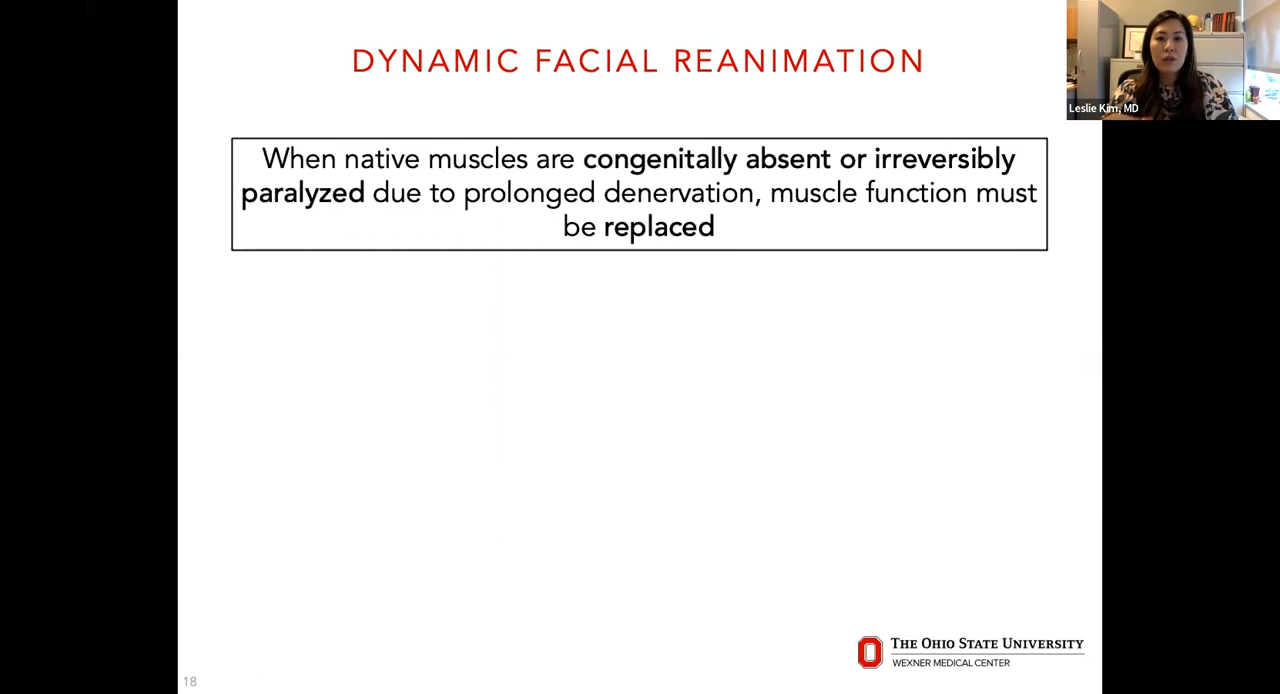 DYNAMIC FACIAL REANIMATION
Leslie Kim, MD
When native muscles are congenitally absent or irreversibly
paralyzed due to prolonged denervation, muscle function must
be replaced
THE OHIO STATE UNIVERSITY
WEXNER MEDICAL CENTER
18